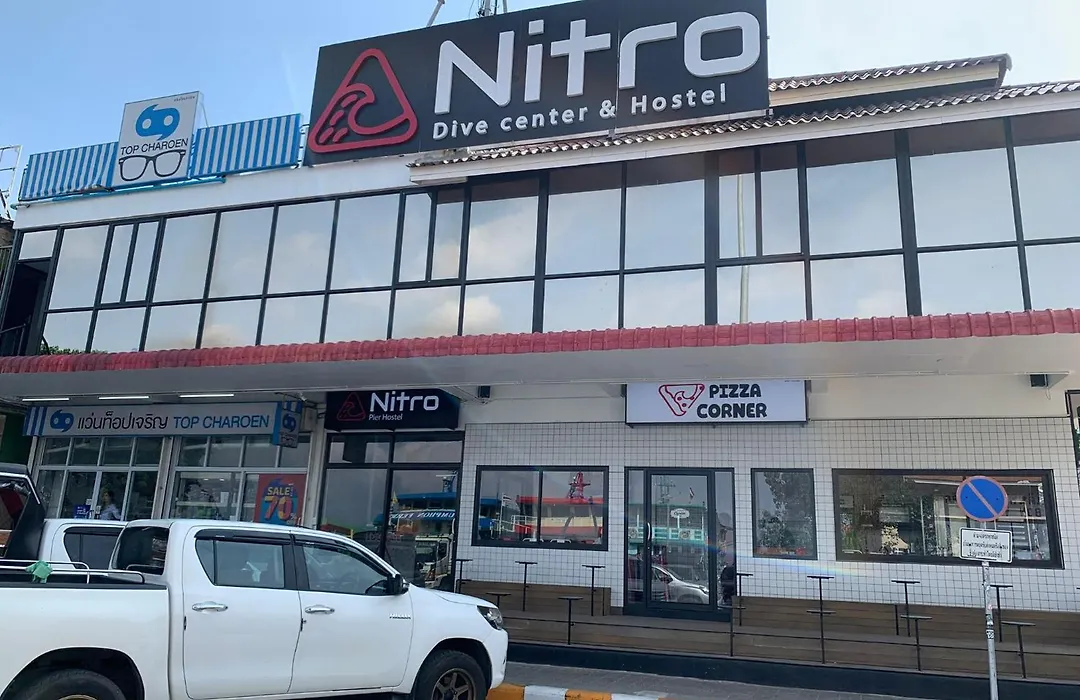 Nitro
Dive center & Hostel
TOP CHAROEN
แว่นท็อปเจริญ TOP CHAROEN
Nitro
Pier Hostel
PIZZA
CORNER
SALE
70